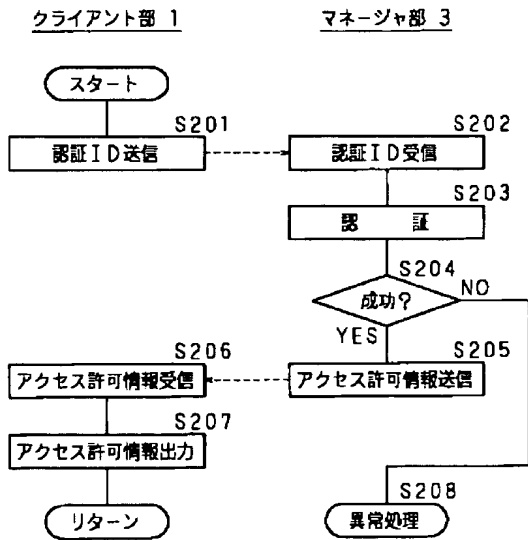 クライアント部 1
マネージャ部 3
スタート
S201
S202
認証ID送信
認証ID受信
S203
認 証
S204
成功?
NO
YES
S206
S205
アクセス許可情報受信
アクセス許可情報送信
S207
アクセス許可情報出力
S208
リターン
異常処理